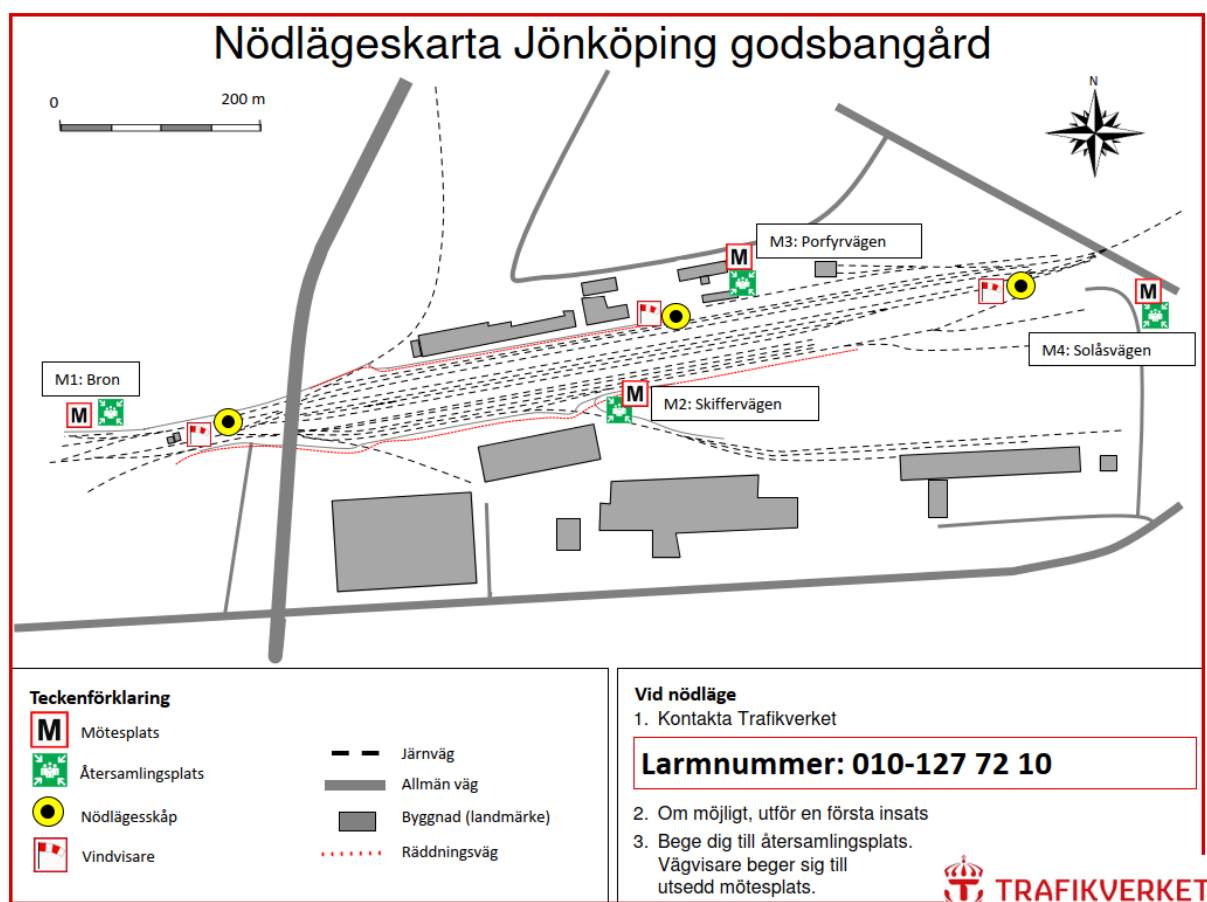 Nödlägeskarta Jönköping godsbangård
0
200 m
N
M3: Porfyrvägen
M
M
M4: Solåsvägen
M1: Bron
M
M
M2: Skiffervägen
Teckenförklaring
M
Mötesplats
Återsamlingsplats
Nödlägesskåp
Vindvisare
Järnväg
Allmän väg
Byggnad (landmärke)
Räddningsväg
Vid nödläge
1. Kontakta Trafikverket
Larmnummer: 010-127 72 10
2. Om möjligt, utför en första insats
3. Bege dig till återsamlingsplats.
Vägvisare beger sig till
utsedd mötesplats.
TRAFIKVERKET